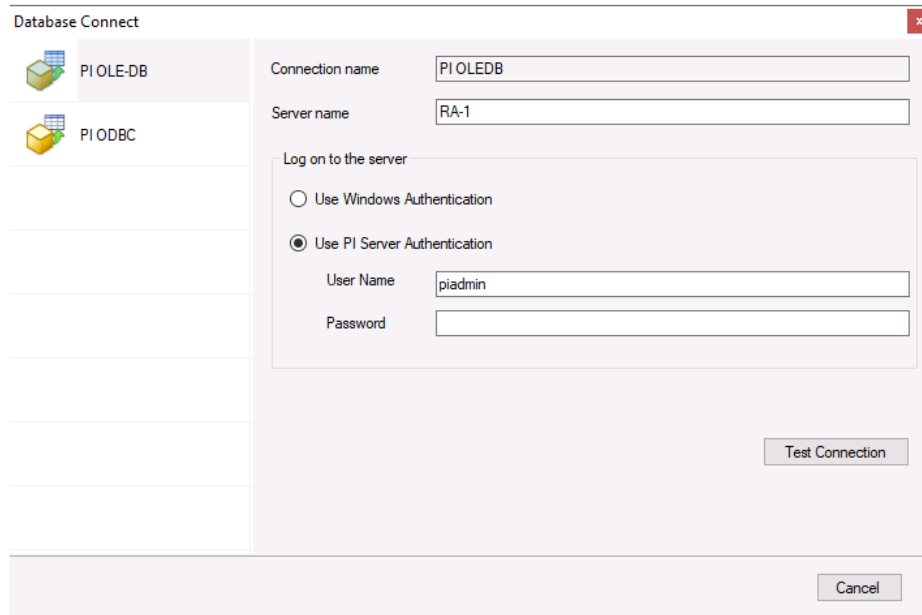 Database Connect
x
PI OLE-DB
PI ODBC
Connection name
PI OLEDB
Server name
RA-1
Log on to the server
Use Windows Authentication
Use PI Server Authentication
User Name
piadmin
Password
Test Connection
Cancel